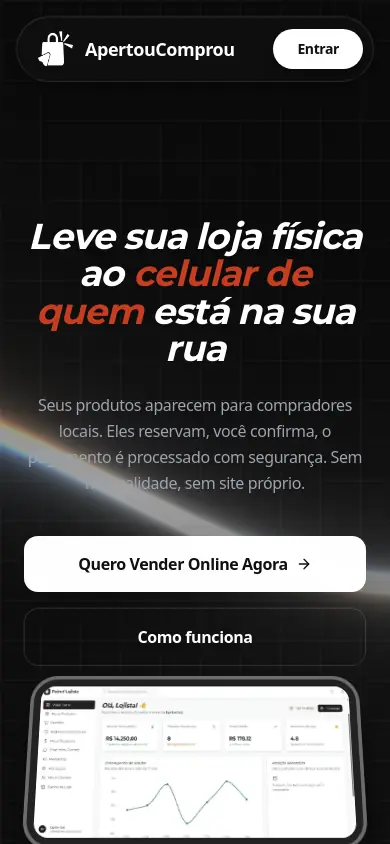 ApertouComprou
Entrar
Leve sua loja física
ao celular de
quem está na sua
rua
Seus produtos aparecem para compradores
locais. Eles reservam, você confirma, o
pagamento é processado com segurança. Sem
sem site próprio.
Quero Vender Online Agora →
Como funciona
Olá, Lojista!
R$ 14.250,00
8
R$ 178,12
4.8